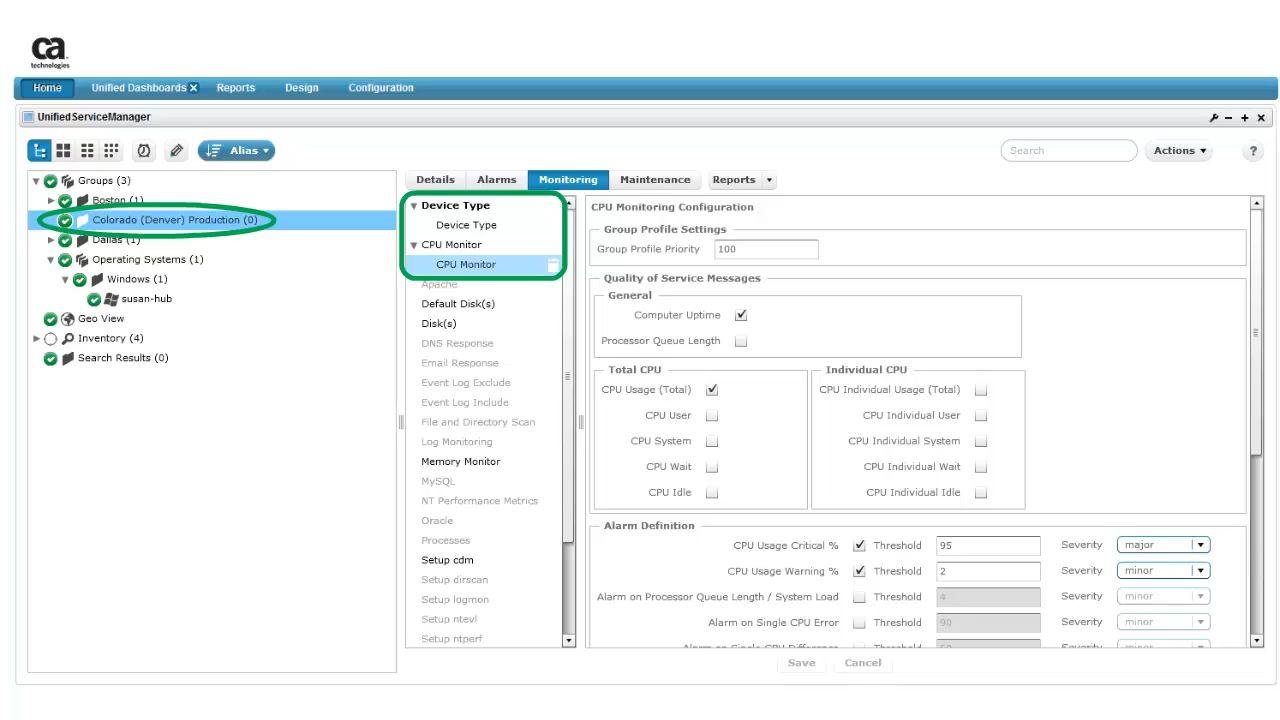 ca
technologies
Home Unified Dashboards Reports Design Configuration
UnifiedServiceManager
Alias
Search
Actions
?
Groups (3)
Boston (1)
Colorado (Denver) Production (0)
Dallas (1)
Operating Systems (1)
Windows (1)
susan-hub
Geo View
Inventory (4)
Search Results (0)
Details Alarms Monitoring Maintenance Reports
Device Type
Device Type
CPU Monitor
CPU Monitor
Apache
Default Disk(s)
Disk(s)
DNS Response
Email Response
Event Log Exclude
Event Log Include
File and Directory Scan
Log Monitoring
Memory Monitor
MySQL
NT Performance Metrics
Oracle
Processes
Setup cdm
Setup dirscan
Setup logmon
Setup ntevl
Setup ntperf
CPU Monitoring Configuration
Group Profile Settings
Group Profile Priority 100
Quality of Service Messages
General
Computer Uptime
Processor Queue Length
Total CPU
CPU Usage (Total)
CPU User
CPU System
CPU Wait
CPU Idle
Individual CPU
CPU Individual Usage (Total)
CPU Individual User
CPU Individual System
CPU Individual Wait
CPU Individual Idle
Alarm Definition
CPU Usage Critical % Threshold 95 Severity major
CPU Usage Warning % Threshold 2 Severity minor
Alarm on Processor Queue Length / System Load Threshold 4 Severity minor
Alarm on Single CPU Error Threshold 90 Severity minor
Alarm on Single CPU Difference Threshold 50 Severity minor
Save Cancel